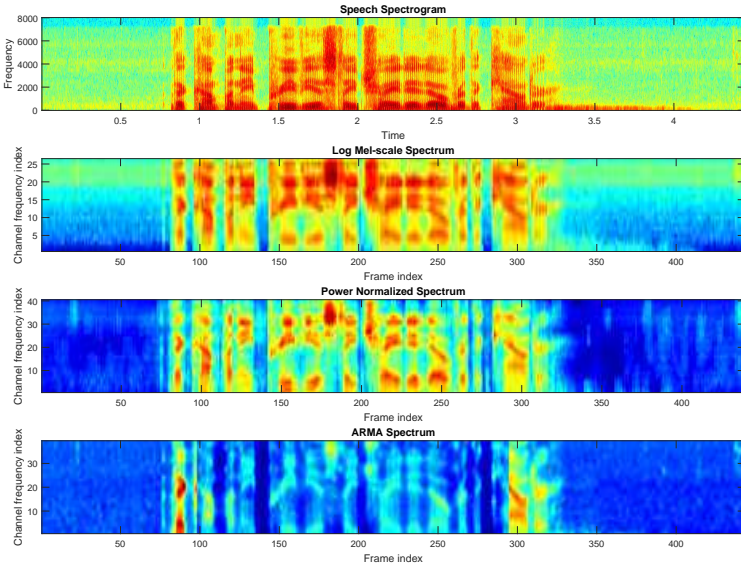 Speech Spectrogram
Frequency
8000
6000
4000
2000
0
0.5 1 1.5 2 2.5 3 3.5 4
Time
Log Mel-scale Spectrum
Channel frequency index
25
20
15
10
5
50 100 150 200 250 300 350 400
Frame index
Power Normalized Spectrum
Channel frequency index
40
30
20
10
50 100 150 200 250 300 350 400
Frame index
ARMA Spectrum
Channel frequency index
30
20
10
50 100 150 200 250 300 350 400
Frame index